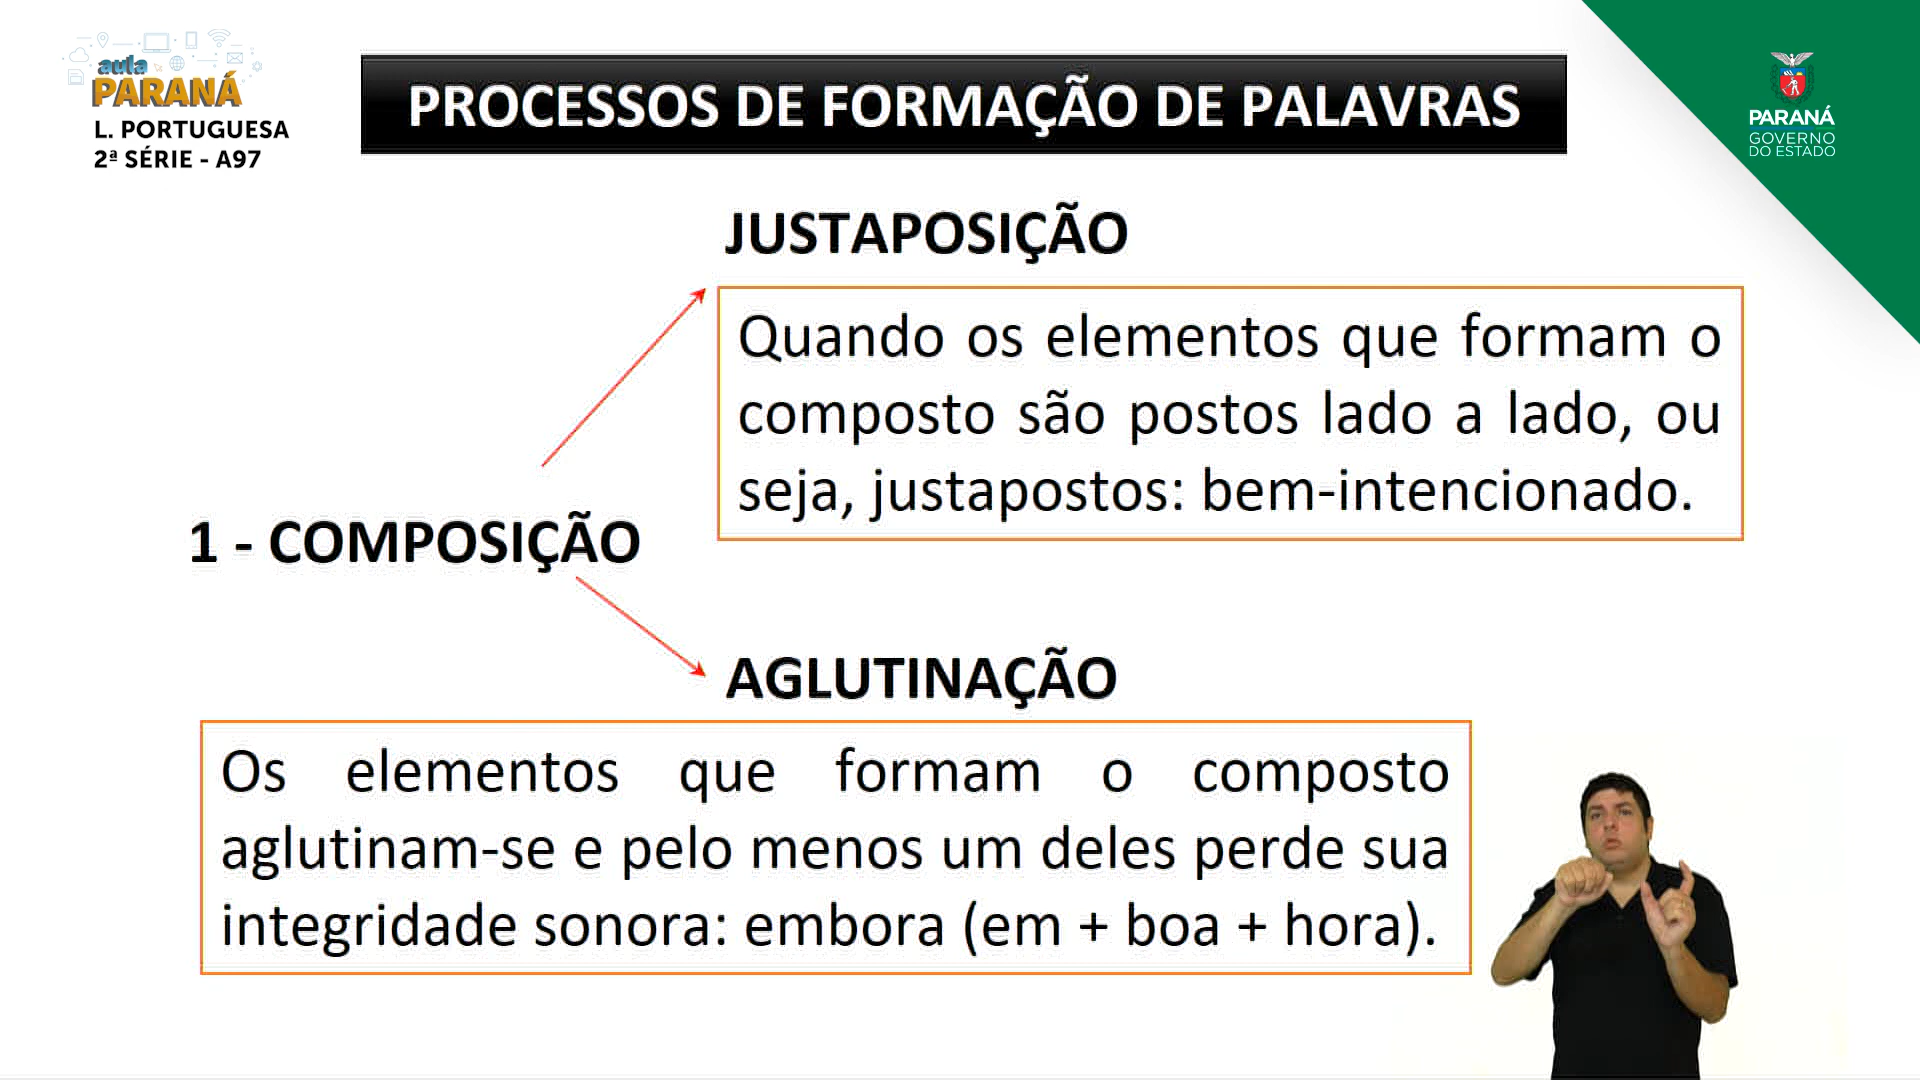 aula
PARANÁ
L. PORTUGUESA
2ª SÉRIE - A97
PROCESSOS DE FORMAÇÃO DE PALAVRAS
PARANÁ
GOVERNO
DO ESTADO
JUSTAPOSIÇÃO
Quando os elementos que formam o
composto são postos lado a lado, ou
seja, justapostos: bem-intencionado.
1 - COMPOSIÇÃO
AGLUTINAÇÃO
Os elementos que formam o composto
aglutinam-se e pelo menos um deles perde sua
integridade sonora: embora (em + boa + hora).